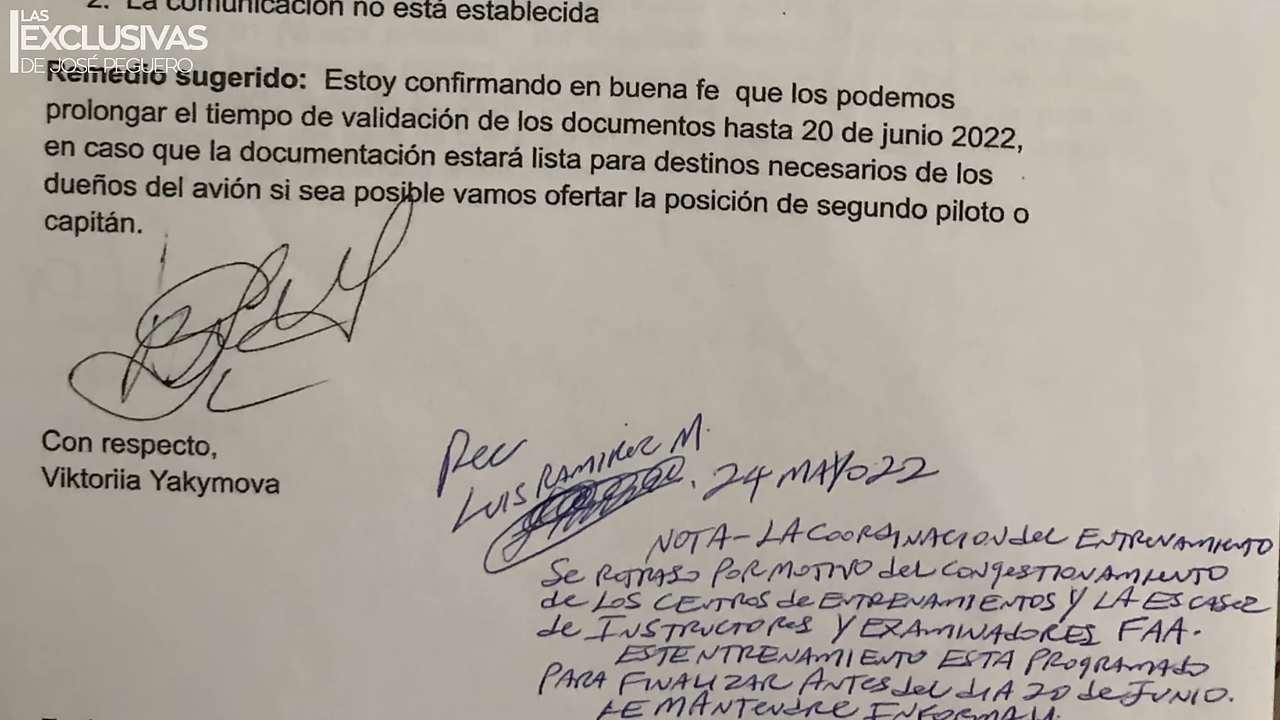 2. La comunicación no está establecida
LAS
EXCLUSIVAS
DE JOSÉ PEGUERO
Remedio sugerido: Estoy confirmando en buena fe que los podemos
prolongar el tiempo de validación de los documentos hasta 20 de junio 2022,
en caso que la documentación estará lista para destinos necesarios de los
dueños del avión si sea posible vamos ofertar la posición de segundo piloto o
capitán.
Con respecto,
Viktoriia Yakymova
Rec
LUIS RAMIREZ M.
24 MAYO 22
NOTA - LA COORDINACION del ENTRENAMIENTO
Se RETRASO POR MOTIVO del CONGESTIONAMIENTO
de LOS CENTROS de ENTRENAMIENTOS Y LA ESCASEZ
de INSTRUCTORES Y EXAMINADORES FAA.
ESTE ENTRENAMIENTO ESTA PROGRAMADO
PARA FINALIZAR ANTES del DIA 20 de JUNIO.
LE MANTENDRE